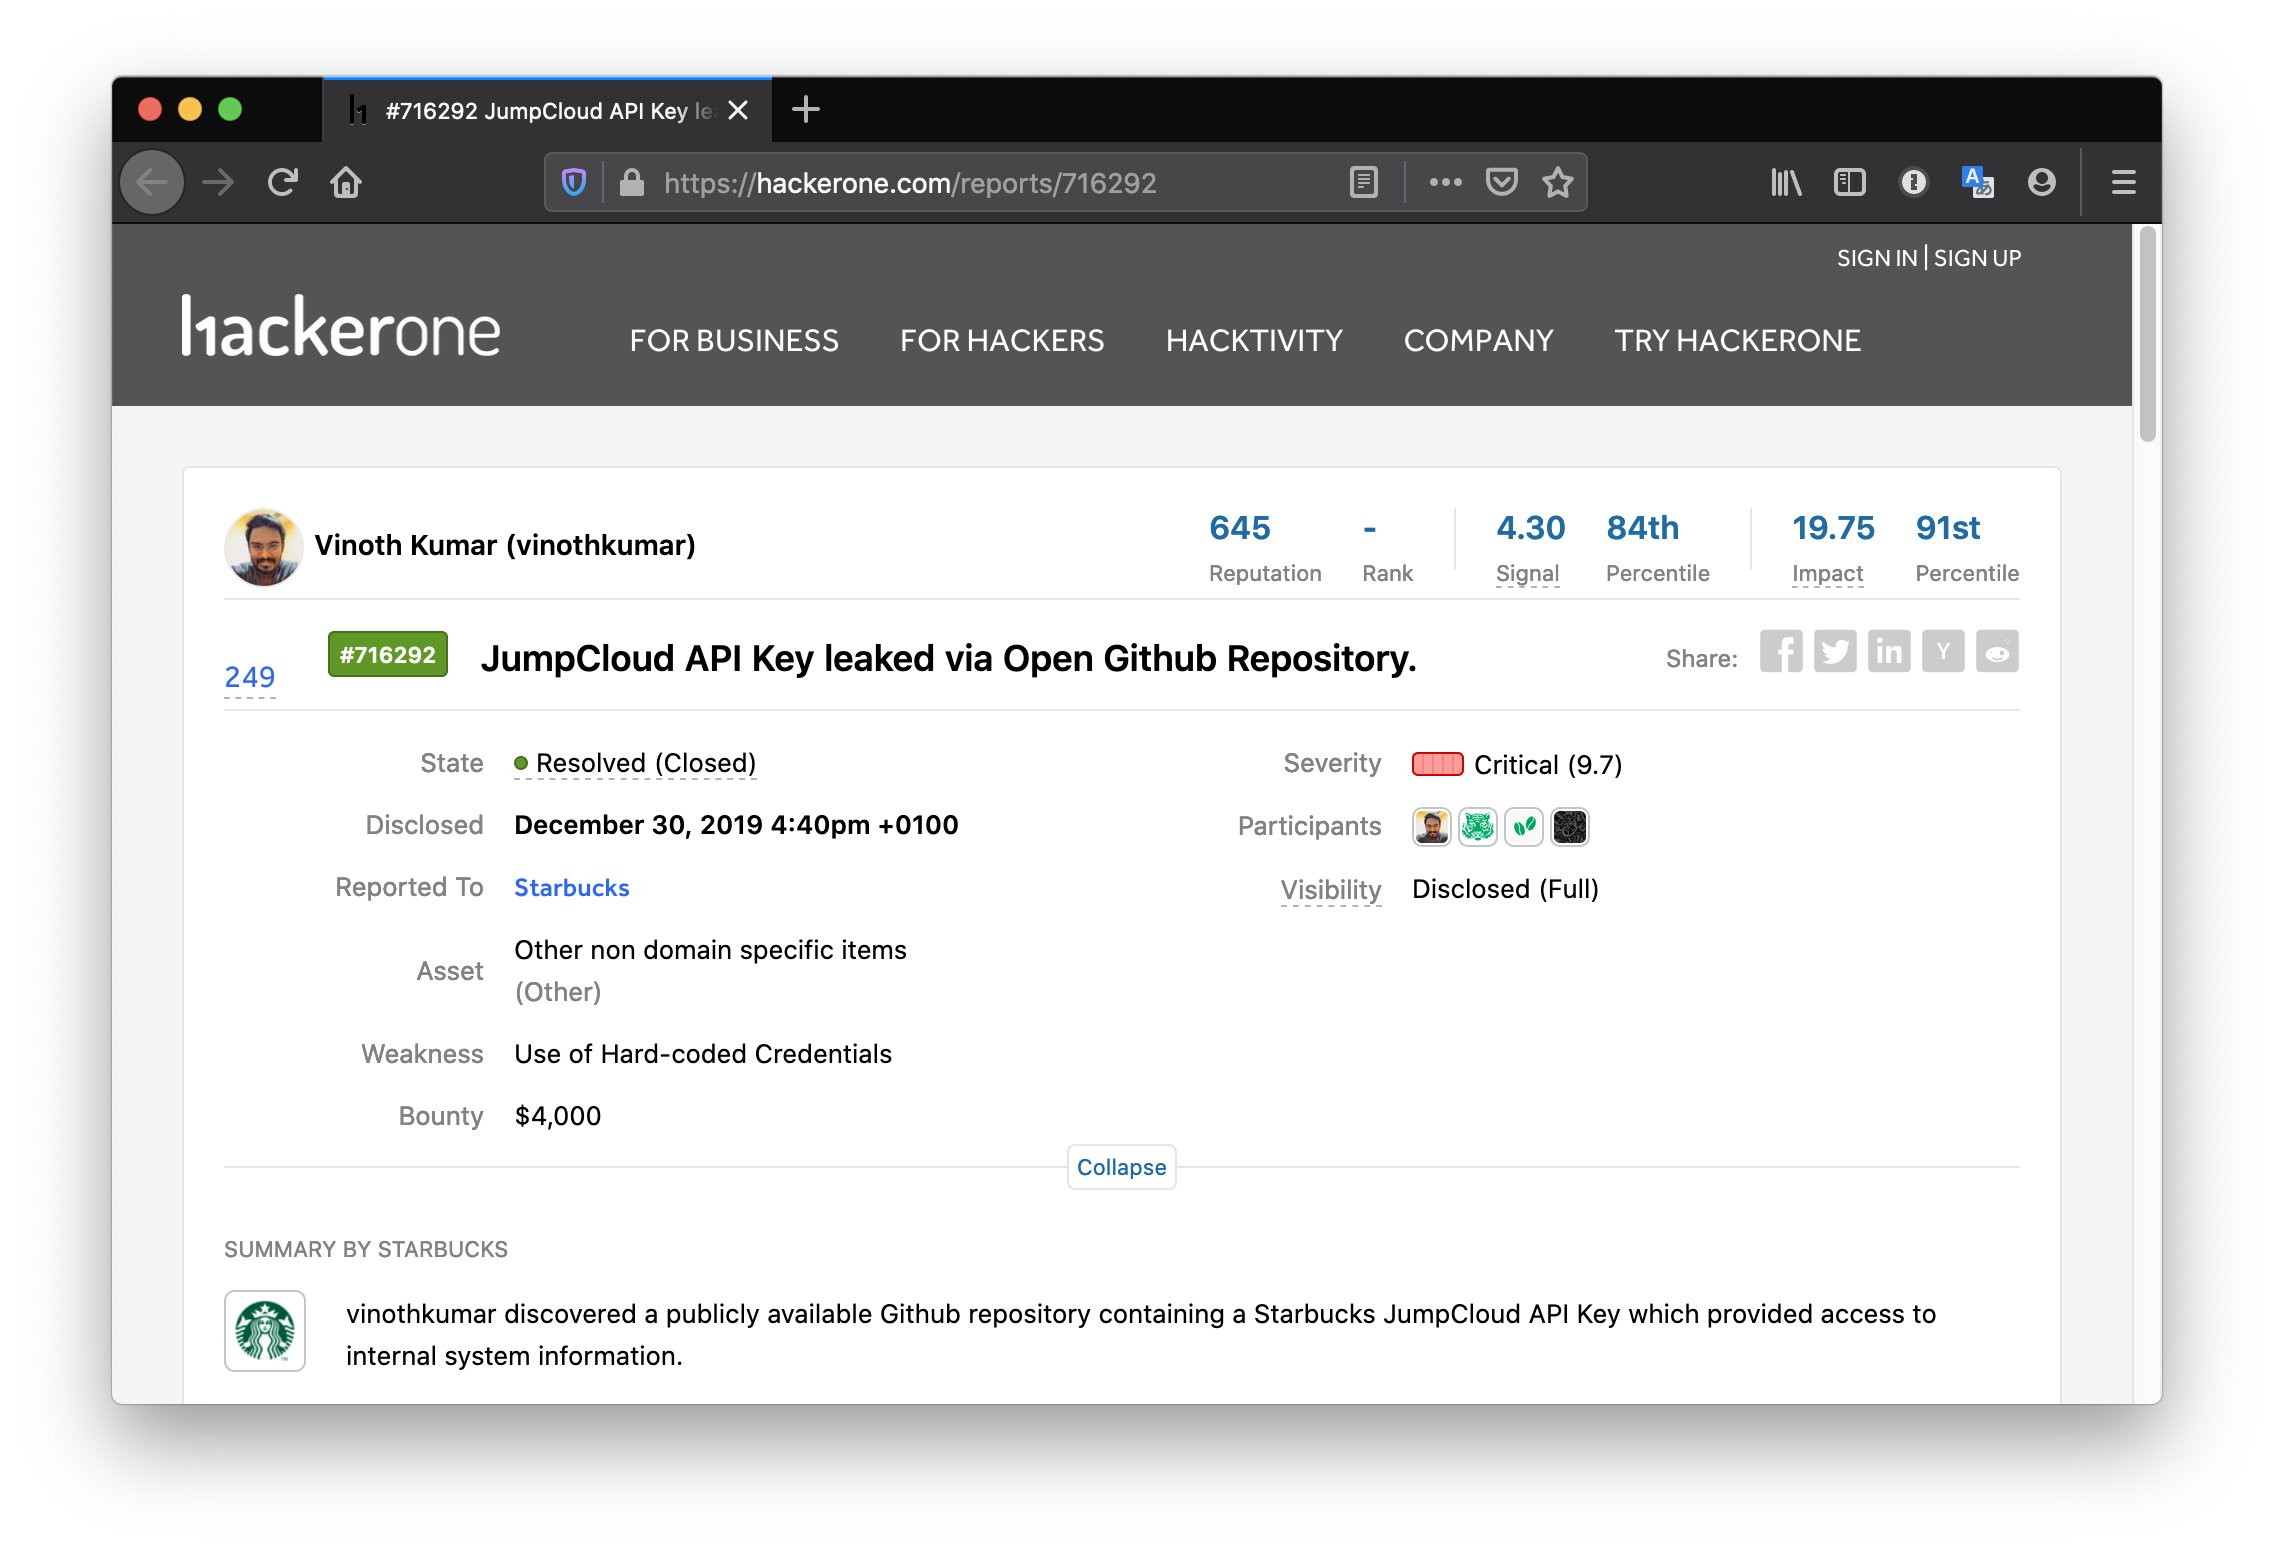 #716292 JumpCloud API Key le
https://hackerone.com/reports/716292
SIGN IN | SIGN UP
hackerone
FOR BUSINESS FOR HACKERS HACKTIVITY COMPANY TRY HACKERONE
Vinoth Kumar (vinothkumar)
645 - 4.30 84th 19.75 91st
Reputation Rank Signal Percentile Impact Percentile
249 #716292 JumpCloud API Key leaked via Open Github Repository. Share:
State Resolved (Closed) Severity Critical (9.7)
Disclosed December 30, 2019 4:40pm +0100 Participants
Reported To Starbucks Visibility Disclosed (Full)
Asset Other non domain specific items
(Other)
Weakness Use of Hard-coded Credentials
Bounty $4,000
Collapse
SUMMARY BY STARBUCKS
vinothkumar discovered a publicly available Github repository containing a Starbucks JumpCloud API Key which provided access to
internal system information.